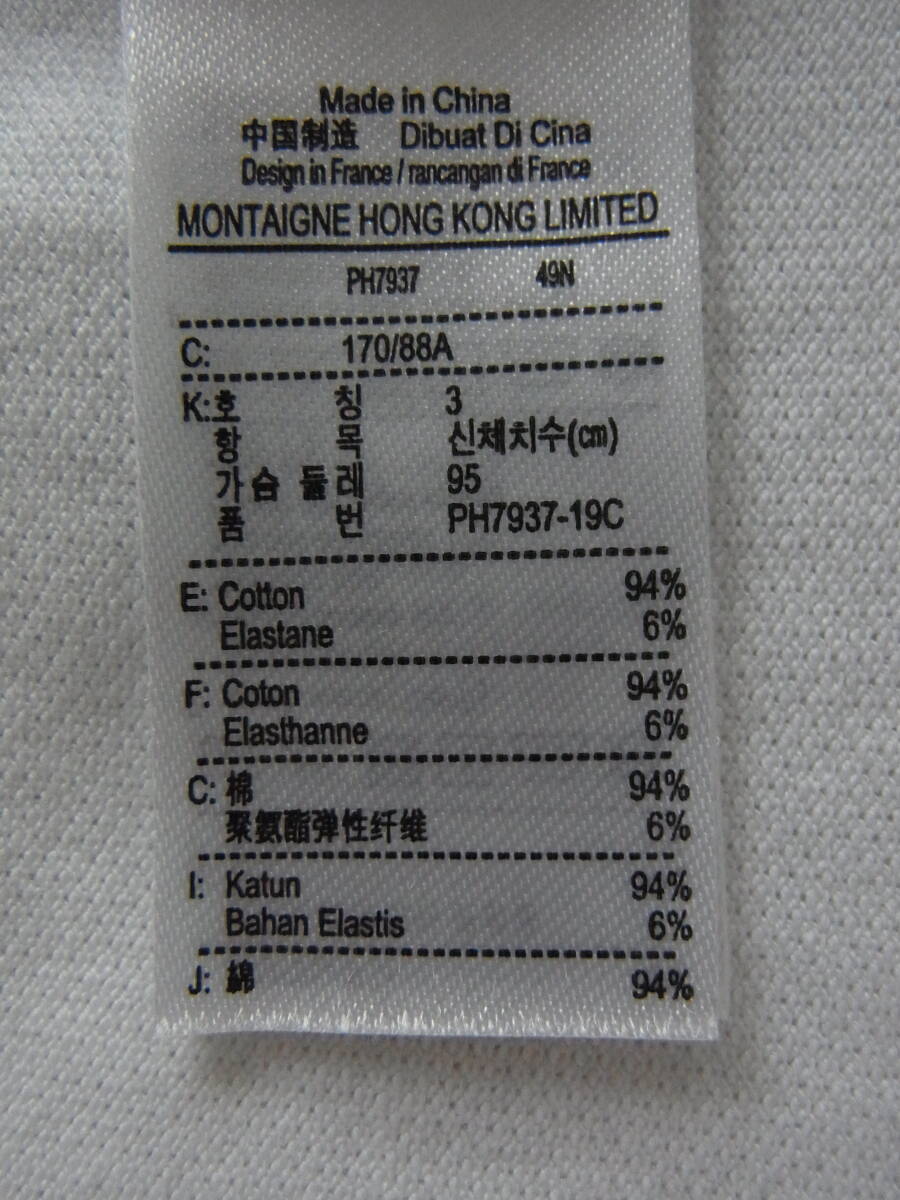 Made in China
中国制造 Dibuat Di Cina
Design in France / rancangan di France
MONTAIGNE HONG KONG LIMITED
PH7937 49N
C: 170/88A
K:호 칭 3
항 목 신체치수(㎝)
가슴 둘레 95
품 번 PH7937-19C
E: Cotton 94%
Elastane 6%
F: Coton 94%
Elasthanne 6%
C: 棉 94%
聚氨酯弹性纤维 6%
I: Katun 94%
Bahan Elastis 6%
J: 綿 94%